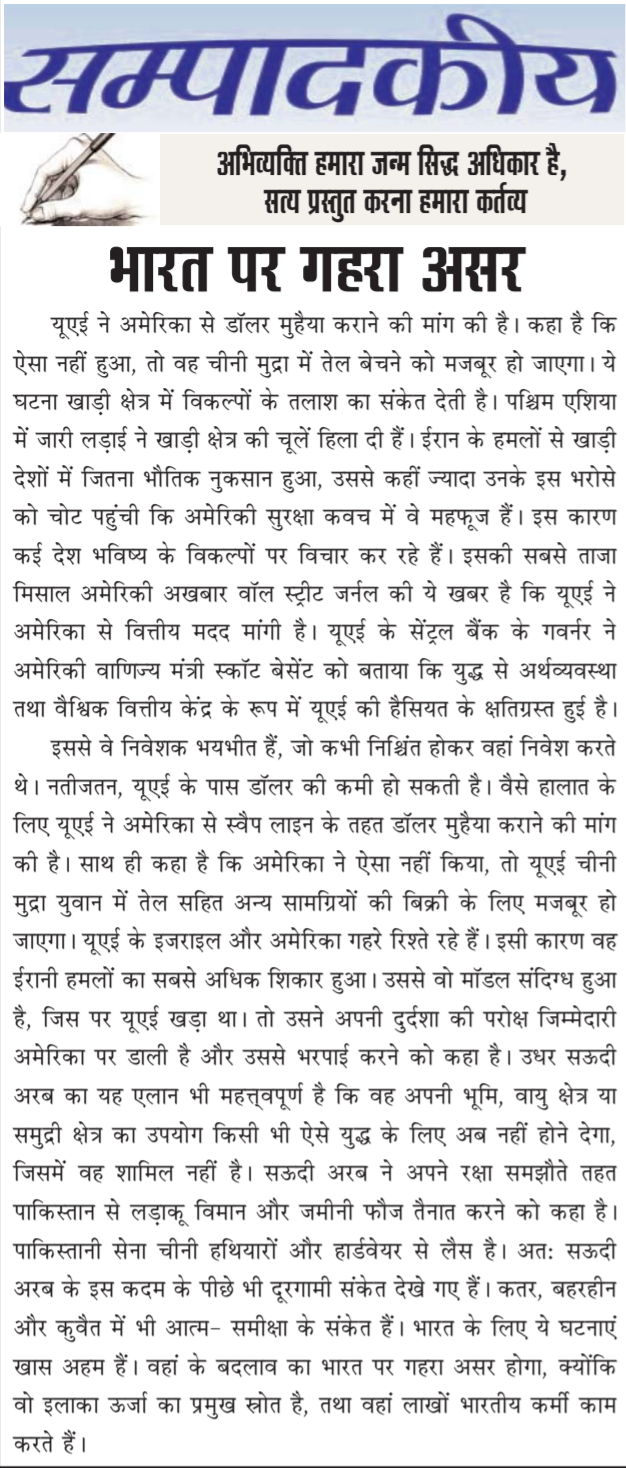 सम्पादकीय
अभिव्यक्ति हमारा जन्म सिद्ध अधिकार है,
सत्य प्रस्तुत करना हमारा कर्तव्य
भारत पर गहरा असर
यूएई ने अमेरिका से डॉलर मुहैया कराने की मांग की है। कहा है कि
ऐसा नहीं हुआ, तो वह चीनी मुद्रा में तेल बेचने को मजबूर हो जाएगा। ये
घटना खाड़ी क्षेत्र में विकल्पों के तलाश का संकेत देती है। पश्चिम एशिया
में जारी लड़ाई ने खाड़ी क्षेत्र की चूलें हिला दी हैं। ईरान के हमलों से खाड़ी
देशों में जितना भौतिक नुकसान हुआ, उससे कहीं ज्यादा उनके इस भरोसे
को चोट पहुंची कि अमेरिकी सुरक्षा कवच में वे महफूज हैं। इस कारण
कई देश भविष्य के विकल्पों पर विचार कर रहे हैं। इसकी सबसे ताजा
मिसाल अमेरिकी अखबार वॉल स्ट्रीट जर्नल की ये खबर है कि यूएई ने
अमेरिका से वित्तीय मदद मांगी है। यूएई के सेंट्रल बैंक के गवर्नर ने
अमेरिकी वाणिज्य मंत्री स्कॉट बेसेंट को बताया कि युद्ध से अर्थव्यवस्था
तथा वैश्विक वित्तीय केंद्र के रूप में यूएई की हैसियत के क्षतिग्रस्त हुई है।
इससे वे निवेशक भयभीत हैं, जो कभी निश्चिंत होकर वहां निवेश करते
थे। नतीजतन, यूएई के पास डॉलर की कमी हो सकती है। वैसे हालात के
लिए यूएई ने अमेरिका से स्वैप लाइन के तहत डॉलर मुहैया कराने की मांग
की है। साथ ही कहा है कि अमेरिका ने ऐसा नहीं किया, तो यूएई चीनी
मुद्रा युवान में तेल सहित अन्य सामग्रियों की बिक्री के लिए मजबूर हो
जाएगा। यूएई के इजराइल और अमेरिका गहरे रिश्ते रहे हैं। इसी कारण वह
ईरानी हमलों का सबसे अधिक शिकार हुआ। उससे वो मॉडल संदिग्ध हुआ
है, जिस पर यूएई खड़ा था। तो उसने अपनी दुर्दशा की परोक्ष जिम्मेदारी
अमेरिका पर डाली है और उससे भरपाई करने को कहा है। उधर सऊदी
अरब का यह एलान भी महत्त्वपूर्ण है कि वह अपनी भूमि, वायु क्षेत्र या
समुद्री क्षेत्र का उपयोग किसी भी ऐसे युद्ध के लिए अब नहीं होने देगा,
जिसमें वह शामिल नहीं है। सऊदी अरब ने अपने रक्षा समझौते तहत
पाकिस्तान से लड़ाकू विमान और जमीनी फौज तैनात करने को कहा है।
पाकिस्तानी सेना चीनी हथियारों और हार्डवेयर से लैस है। अत: सऊदी
अरब के इस कदम के पीछे भी दूरगामी संकेत देखे गए हैं। कतर, बहरहीन
और कुवैत में भी आत्म- समीक्षा के संकेत हैं। भारत के लिए ये घटनाएं
खास अहम हैं। वहां के बदलाव का भारत पर गहरा असर होगा, क्योंकि
वो इलाका ऊर्जा का प्रमुख स्रोत है, तथा वहां लाखों भारतीय कर्मी काम
करते हैं।